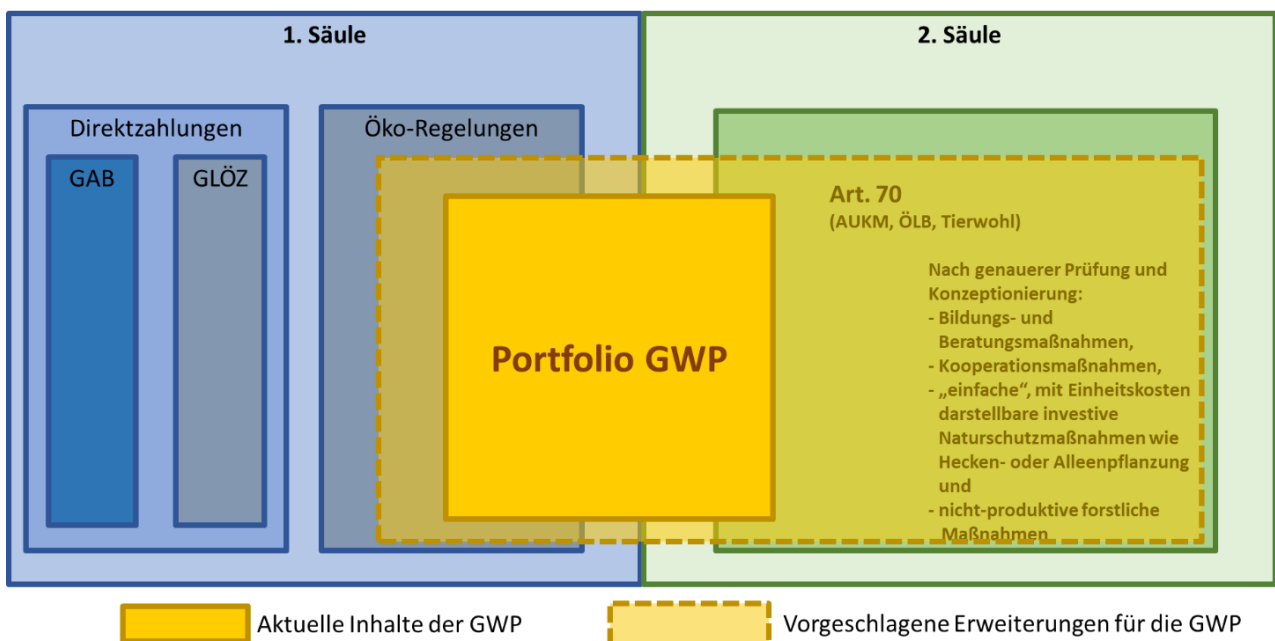 1. Säule
2. Säule
Direktzahlungen
Öko-Regelungen
GAB
GLÖZ
Art. 70
(AUKM, ÖLB, Tierwohl)
Portfolio GWP
Nach genauerer Prüfung und
Konzeptionierung:
- Bildungs- und
Beratungsmaßnahmen,
- Kooperationsmaßnahmen,
- „einfache“, mit Einheitskosten
darstellbare investive
Naturschutzmaßnahmen wie
Hecken- oder Alleenpflanzung
und
- nicht-produktive forstliche
Maßnahmen
Aktuelle Inhalte der GWP
Vorgeschlagene Erweiterungen für die GWP